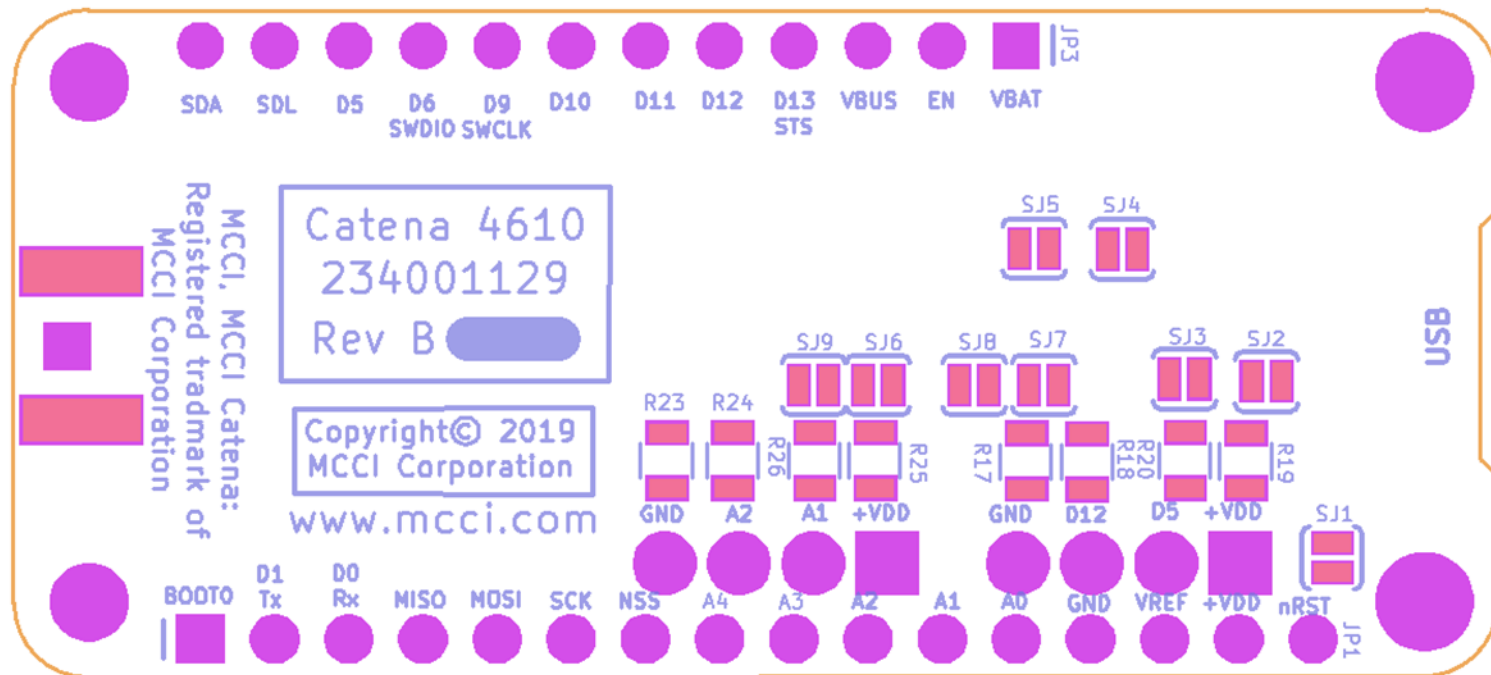 JP3
SDA SDL D5 D6 D9 D10 D11 D12 D13 VBUS EN VBAT
SWDIO SWCLK STS
MCCI, MCCI Catena:
Registered trademark of
MCCI Corporation
Catena 4610
234001129
Rev B
Copyright© 2019
MCCI Corporation
www.mcci.com
SJ5 SJ4
USB
SJ9 SJ6 SJ8 SJ7 SJ3 SJ2
R23 R24 R26 R25 R17 R18 R20 R19
GND A2 A1 +VDD GND D12 D5 +VDD SJ1
D1 D0
BOOT0 Tx Rx MISO MOSI SCK NSS A4 A3 A2 A1 A0 GND VREF +VDD nRST
JP1